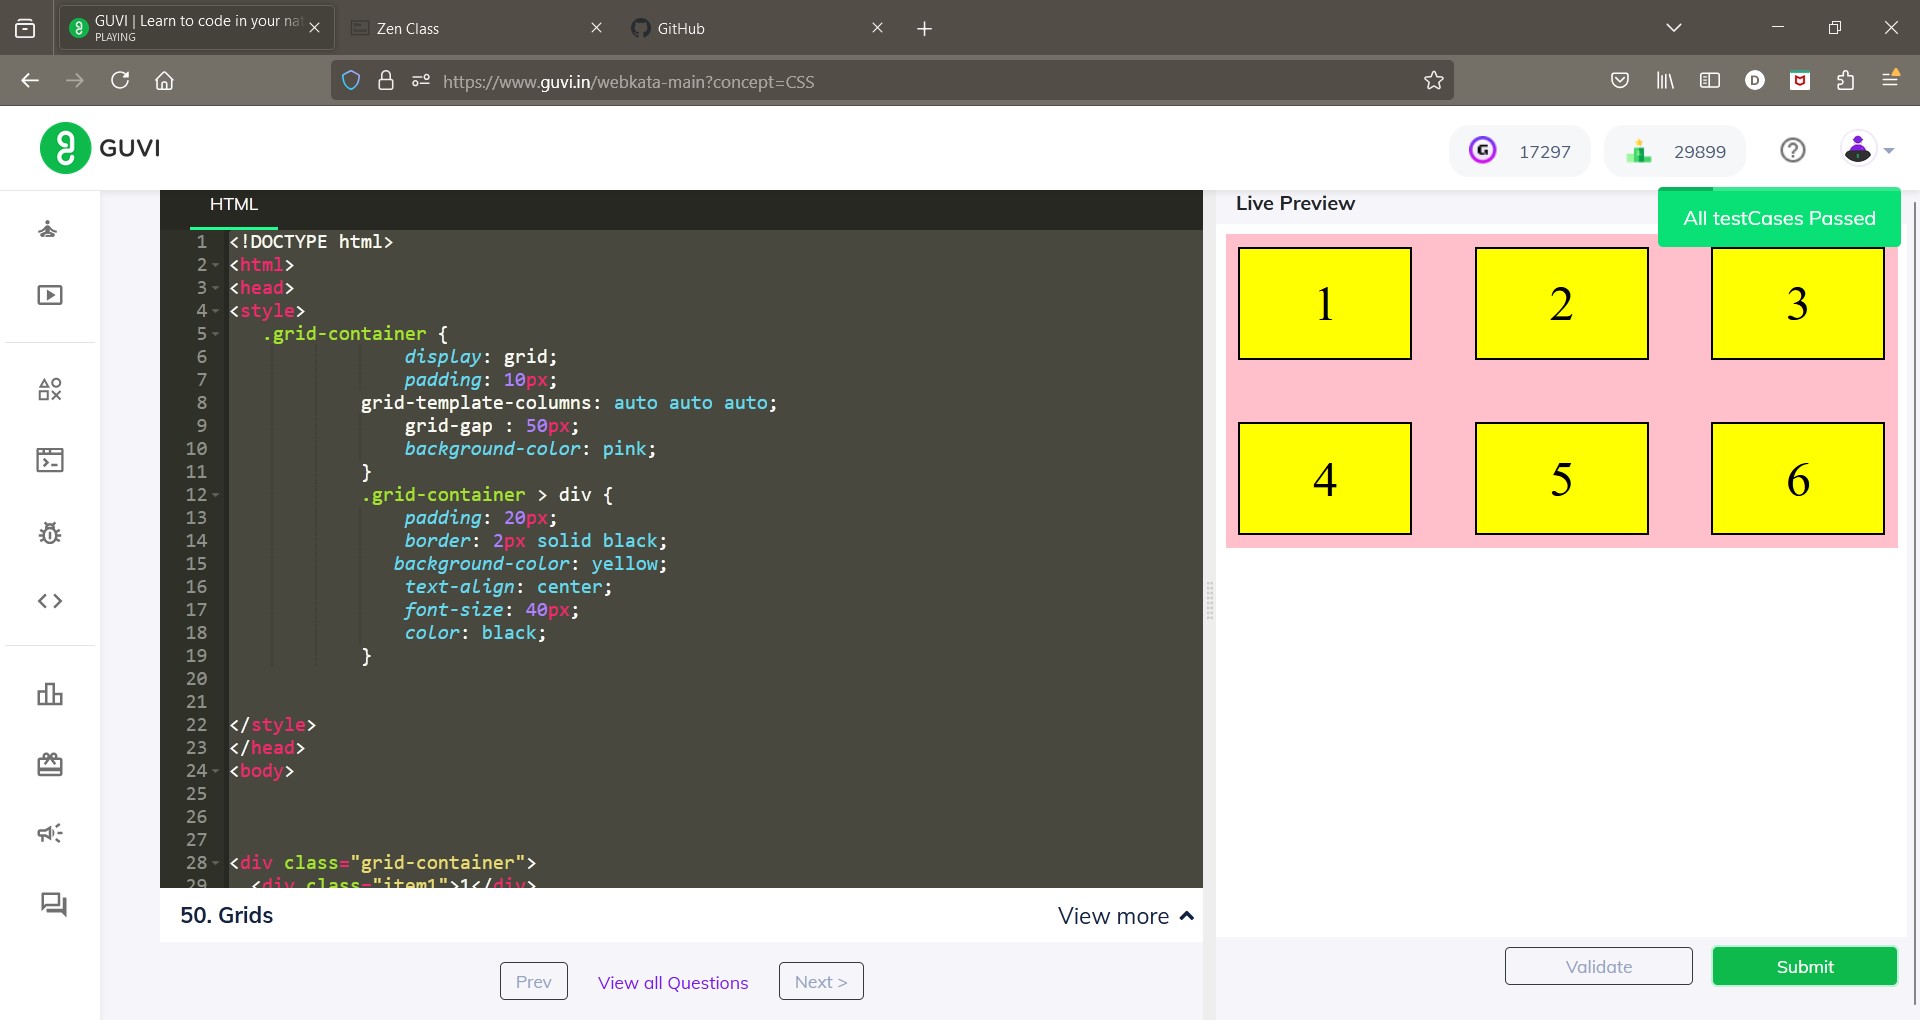 GUVI | Learn to code in your nat
PLAYING
Zen Class
GitHub
https://www.guvi.in/webkata-main?concept=CSS
D
GUVI
G
17297
29899
HTML
Live Preview
All testCases Passed
1 <!DOCTYPE html>
2 <html>
3 <head>
4 <style>
5 .grid-container {
6 display: grid;
7 padding: 10px;
8 grid-template-columns: auto auto auto;
9 grid-gap : 50px;
10 background-color: pink;
11 }
12 .grid-container > div {
13 padding: 20px;
14 border: 2px solid black;
15 background-color: yellow;
16 text-align: center;
17 font-size: 40px;
18 color: black;
19 }
20
21
22 </style>
23 </head>
24 <body>
25
26
27
28 <div class="grid-container">
29 <div class="item1">1</div>
1 2 3
4 5 6
50. Grids
View more
Prev
View all Questions
Next >
Validate
Submit